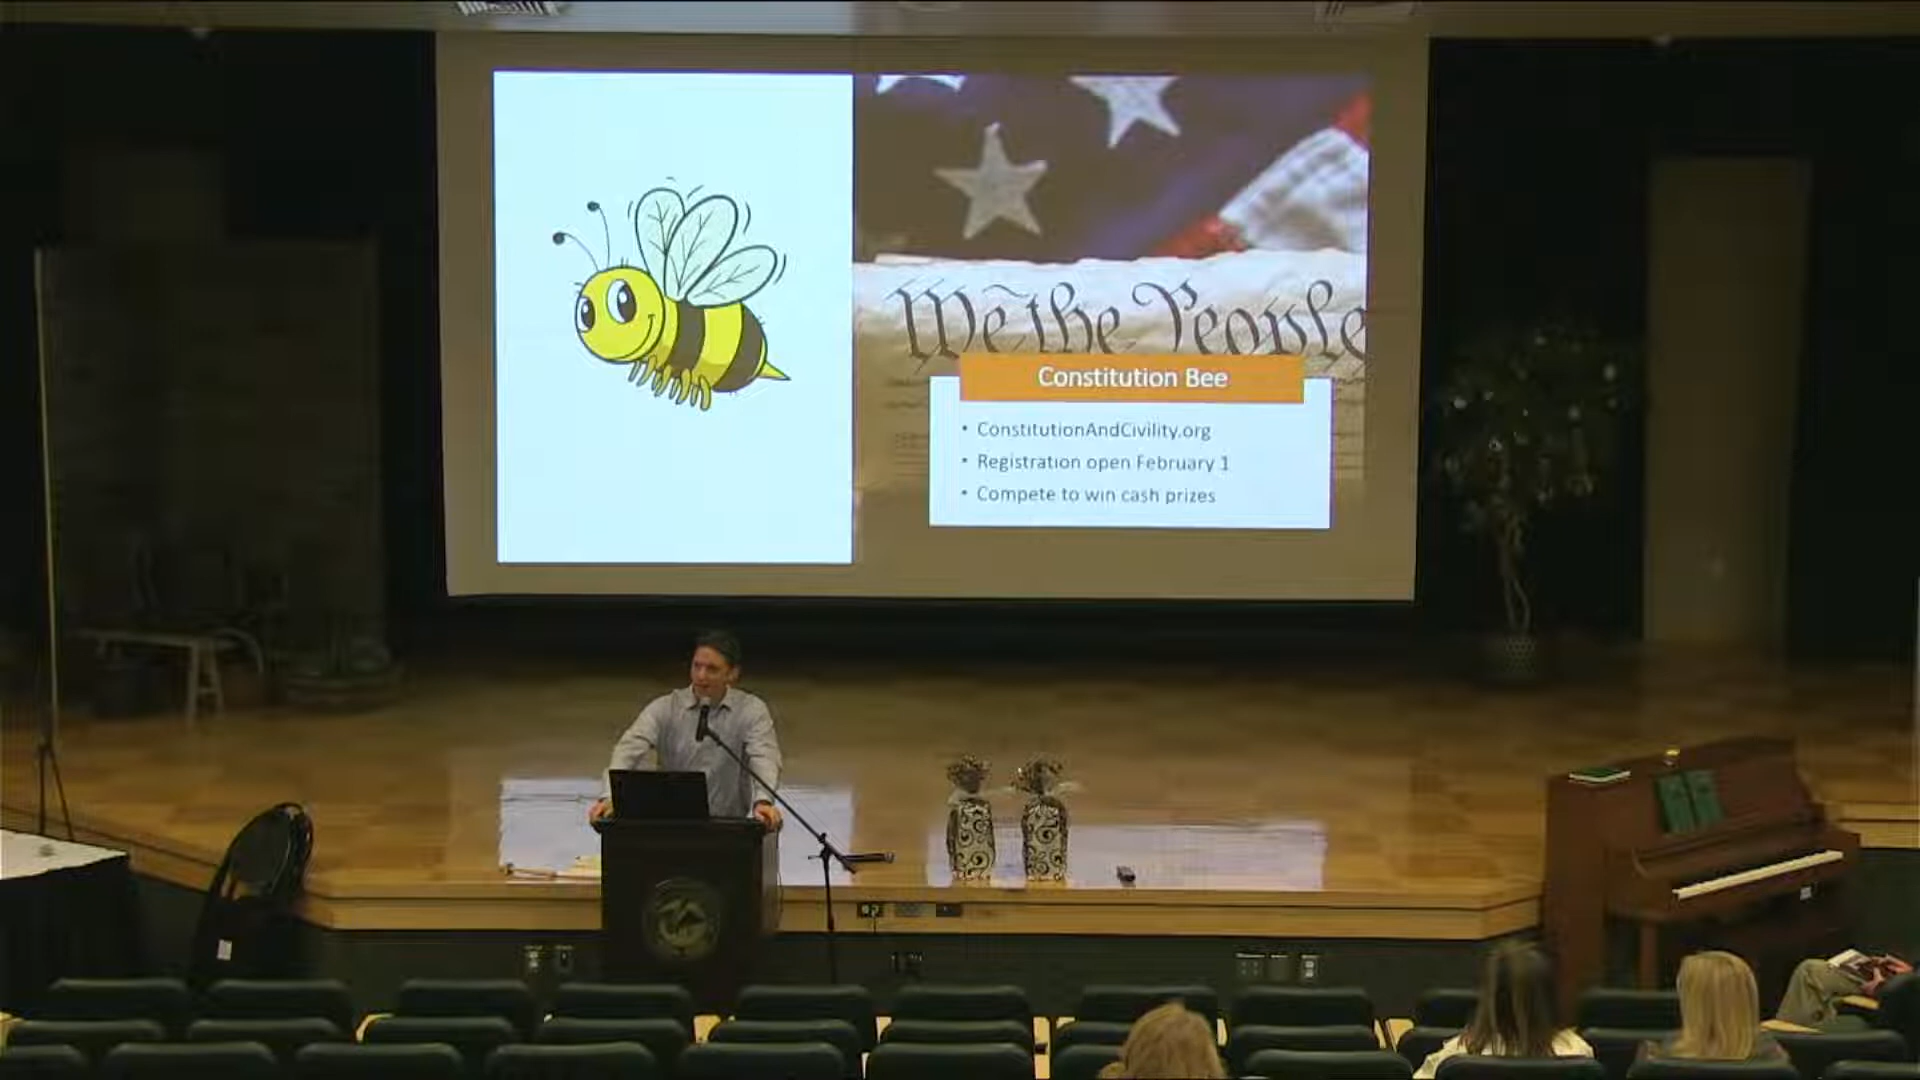 We the People
Constitution Bee
• ConstitutionAndCivility.org
• Registration open February 1
• Compete to win cash prizes